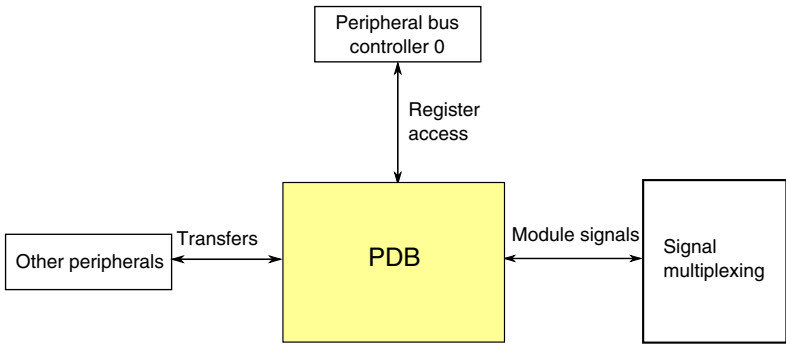 Peripheral bus
controller 0
Register
access
Transfers
Other peripherals
PDB
Module signals
Signal
multiplexing